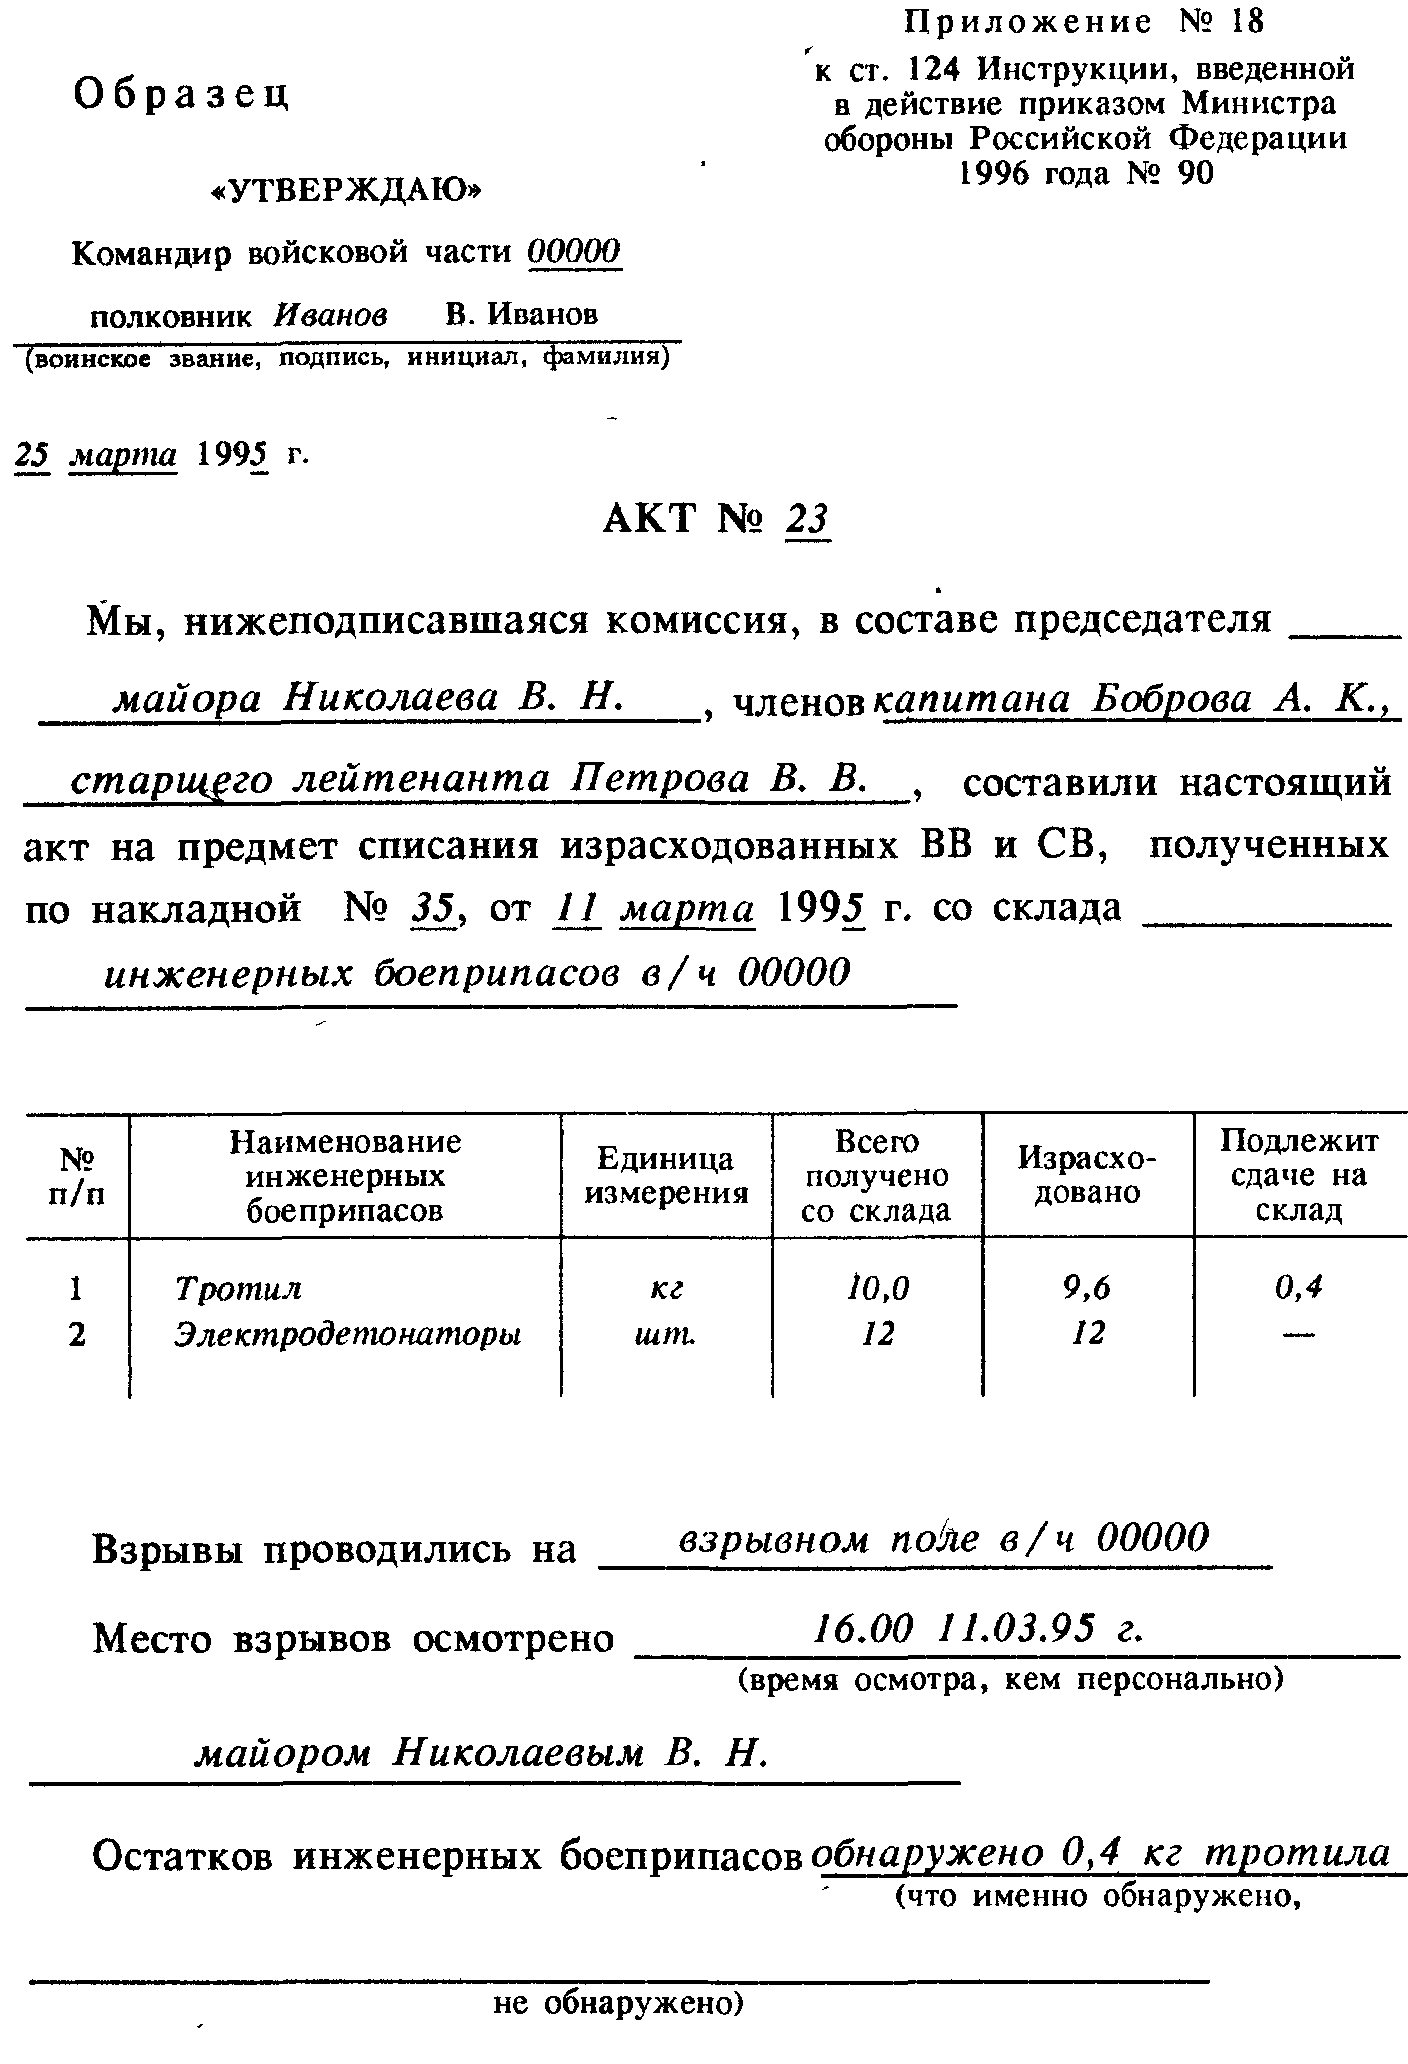 Приложение № 18
к ст. 124 Инструкции, введенной
в действие приказом Министра
обороны Российской Федерации
1996 года № 90
Образец
«УТВЕРЖДАЮ»
Командир войсковой части 00000
полковник Иванов В. Иванов
(воинское звание, подпись, инициал, фамилия)
25 марта 1995 г.
АКТ № 23
Мы, нижеподписавшаяся комиссия, в составе председателя
майора Николаева В. Н. , членов капитана Боброва А. К.,
старшего лейтенанта Петрова В. В. , составили настоящий
акт на предмет списания израсходованных ВВ и СВ, полученных
по накладной № 35, от 11 марта 1995 г. со склада
инженерных боеприпасов в/ч 00000
№ п/п Наименование инженерных боеприпасов Единица измерения Всего получено со склада Израсхо-довано Подлежит сдаче на склад
1 Тротил кг 10,0 9,6 0,4
2 Электродетонаторы шт. 12 12 —
Взрывы проводились на взрывном поле в/ч 00000
Место взрывов осмотрено 16.00 11.03.95 г.
(время осмотра, кем персонально)
майором Николаевым В. Н.
Остатков инженерных боеприпасов обнаружено 0,4 кг тротила
(что именно обнаружено,
не обнаружено)